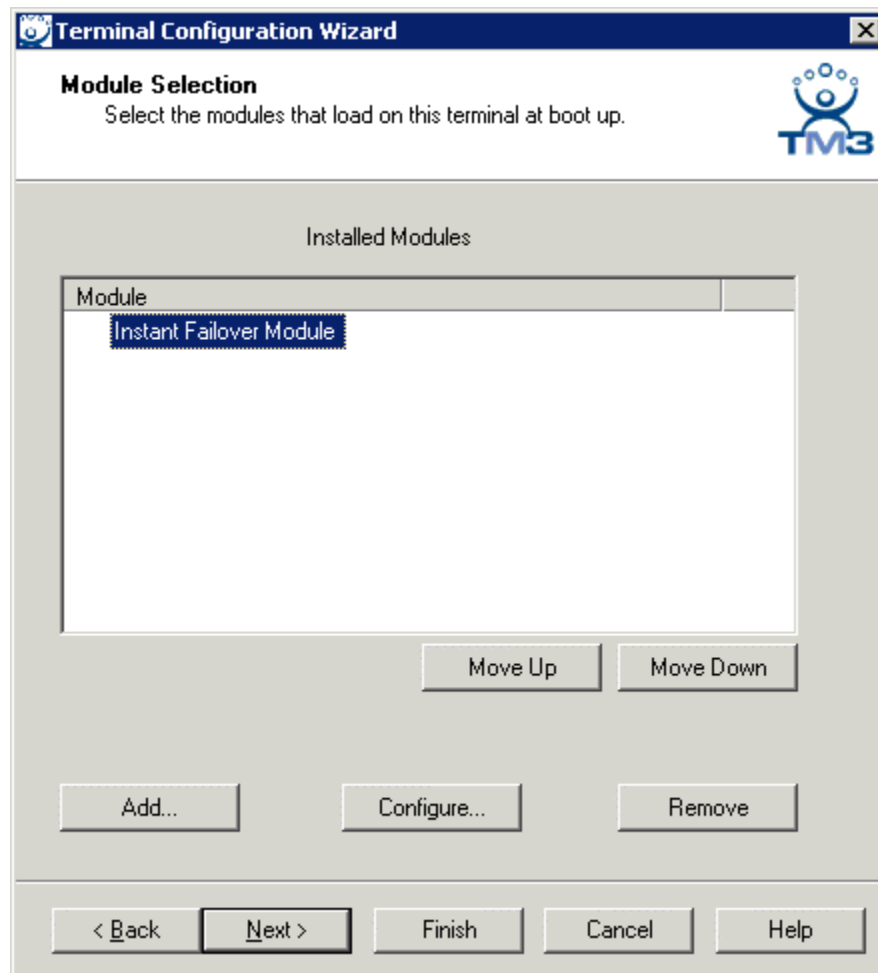 Terminal Configuration Wizard
Module Selection
Select the modules that load on this terminal at boot up.
TM3
Installed Modules
Module
Instant Failover Module
Move Up Move Down
Add... Configure... Remove
< Back Next > Finish Cancel Help